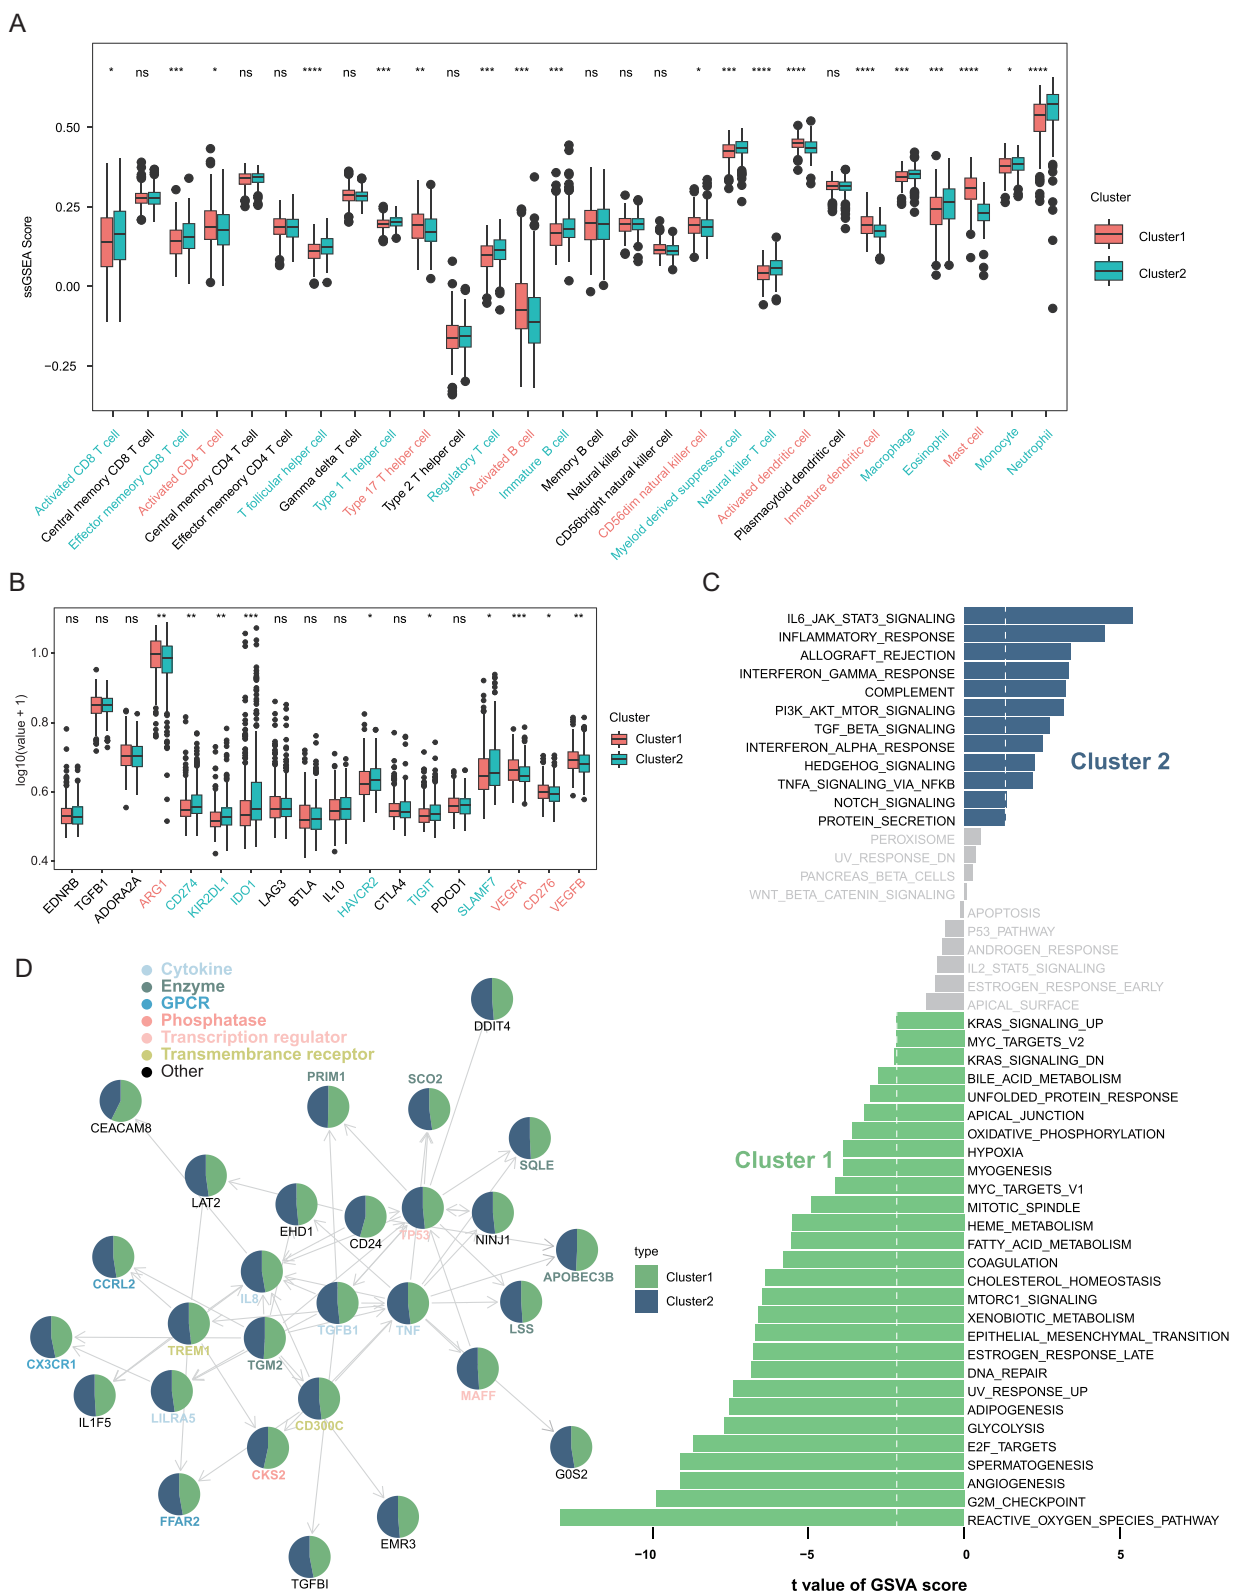 A
* ns *** * ns ns **** ns *** ** ns *** *** *** ns ns ns * *** **** **** ns **** *** *** **** * ****
ssGSEA Score
0.50
0.25
0.00
−0.25
Cluster
Cluster1
Cluster2
Activated CD8 T cell
Central memory CD8 T cell
Effector memeory CD8 T cell
Activated CD4 T cell
Central memory CD4 T cell
Effector memeory CD4 T cell
T follicular helper cell
Gamma delta T cell
Type 1 T helper cell
Type 17 T helper cell
Type 2 T helper cell
Regulatory T cell
Activated B cell
Immature B cell
Memory B cell
Natural killer cell
CD56bright natural killer cell
CD56dim natural killer cell
Myeloid derived suppressor cell
Natural killer T cell
Activated dendritic cell
Plasmacytoid dendritic cell
Immature dendritic cell
Macrophage
Eosinophil
Mast cell
Monocyte
Neutrophil
B
ns ns ns ** ** ** *** ns ns ns * ns * ns * *** * **
log10(value + 1)
1.0
0.8
0.6
0.4
Cluster
Cluster1
Cluster2
EDNRB
TGFB1
ADORA2A
ARG1
CD274
KIR2DL1
IDO1
LAG3
BTLA
IL10
HAVCR2
CTLA4
TIGIT
PDCD1
SLAMF7
VEGFA
CD276
VEGFB
C
IL6_JAK_STAT3_SIGNALING
INFLAMMATORY_RESPONSE
ALLOGRAFT_REJECTION
INTERFERON_GAMMA_RESPONSE
COMPLEMENT
PI3K_AKT_MTOR_SIGNALING
TGF_BETA_SIGNALING
INTERFERON_ALPHA_RESPONSE
HEDGEHOG_SIGNALING
TNFA_SIGNALING_VIA_NFKB
NOTCH_SIGNALING
PROTEIN_SECRETION
PEROXISOME
UV_RESPONSE_DN
PANCREAS_BETA_CELLS
WNT_BETA_CATENIN_SIGNALING
APOPTOSIS
P53_PATHWAY
ANDROGEN_RESPONSE
IL2_STAT5_SIGNALING
ESTROGEN_RESPONSE_EARLY
APICAL_SURFACE
KRAS_SIGNALING_UP
MYC_TARGETS_V2
KRAS_SIGNALING_DN
BILE_ACID_METABOLISM
UNFOLDED_PROTEIN_RESPONSE
APICAL_JUNCTION
OXIDATIVE_PHOSPHORYLATION
HYPOXIA
MYOGENESIS
MYC_TARGETS_V1
MITOTIC_SPINDLE
HEME_METABOLISM
FATTY_ACID_METABOLISM
COAGULATION
CHOLESTEROL_HOMEOSTASIS
MTORC1_SIGNALING
XENOBIOTIC_METABOLISM
EPITHELIAL_MESENCHYMAL_TRANSITION
ESTROGEN_RESPONSE_LATE
DNA_REPAIR
UV_RESPONSE_UP
ADIPOGENESIS
GLYCOLYSIS
E2F_TARGETS
SPERMATOGENESIS
ANGIOGENESIS
G2M_CHECKPOINT
REACTIVE_OXYGEN_SPECIES_PATHWAY
Cluster 2
Cluster 1
−10 −5 0 5
t value of GSVA score
D
Cytokine
Enzyme
GPCR
Phosphatase
Transcription regulator
Transmembrance receptor
Other
DDIT4
PRIM1
SCO2
CEACAM8
SQLE
LAT2
EHD1
CD24
TP53
NINJ1
APOBEC3B
CCRL2
IL8
TGFB1
TNF
LSS
TREM1
TGM2
CX3CR1
MAFF
IL1F5
LILRA5
CD300C
CKS2
G0S2
FFAR2
EMR3
TGFBI
type
Cluster1
Cluster2